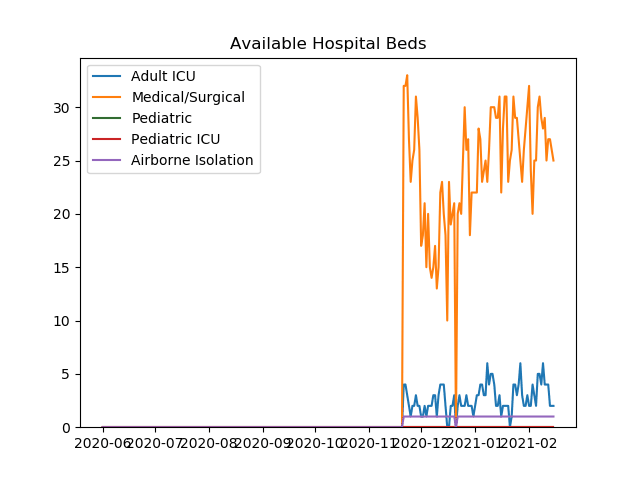 Available Hospital Beds
Adult ICU
Medical/Surgical
Pediatric
Pediatric ICU
Airborne Isolation
30
25
20
15
10
5
0
2020-06 2020-07 2020-08 2020-09 2020-10 2020-11 2020-12 2021-01 2021-02